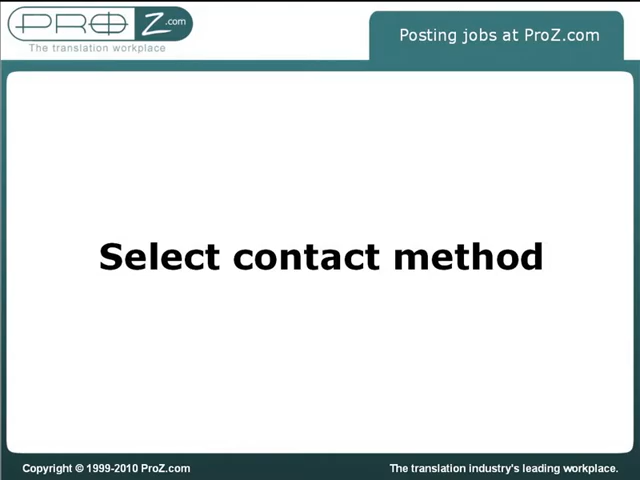 PROZ.com
The translation workplace
Posting jobs at ProZ.com
Select contact method
Copyright © 1999-2010 ProZ.com
The translation industry's leading workplace.